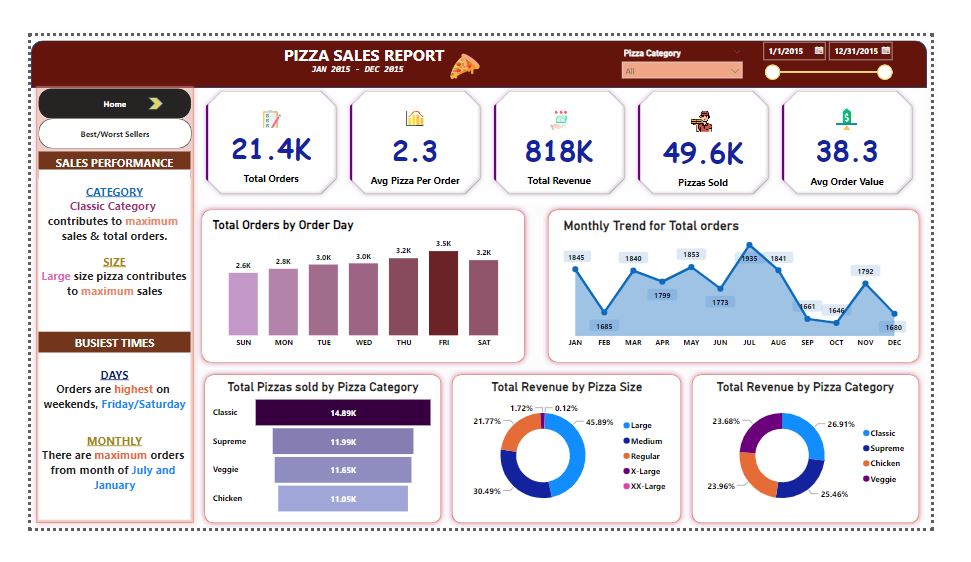 PIZZA SALES REPORT
JAN 2015 - DEC 2015
Pizza Category
All
1/1/2015
12/31/2015
Home
Best/Worst Sellers
SALES PERFORMANCE
CATEGORY
Classic Category
contributes to maximum
sales & total orders.
SIZE
Large size pizza contributes
to maximum sales
BUSIEST TIMES
DAYS
Orders are highest on
weekends, Friday/Saturday
MONTHLY
There are maximum orders
from month of July and
January
21.4K
Total Orders
2.3
Avg Pizza Per Order
818K
Total Revenue
49.6K
Pizzas Sold
38.3
Avg Order Value
Total Orders by Order Day
2.6K
2.8K
3.0K
3.0K
3.2K
3.5K
3.2K
SUN
MON
TUE
WED
THU
FRI
SAT
Monthly Trend for Total orders
1845
1685
1840
1799
1853
1773
1935
1841
1661
1646
1792
1680
JAN
FEB
MAR
APR
MAY
JUN
JUL
AUG
SEP
OCT
NOV
DEC
Total Pizzas sold by Pizza Category
Classic
14.89K
Supreme
11.99K
Veggie
11.65K
Chicken
11.05K
Total Revenue by Pizza Size
1.72%
0.12%
21.77%
45.89%
30.49%
Large
Medium
Regular
X-Large
XX-Large
Total Revenue by Pizza Category
23.68%
26.91%
23.96%
25.46%
Classic
Supreme
Chicken
Veggie